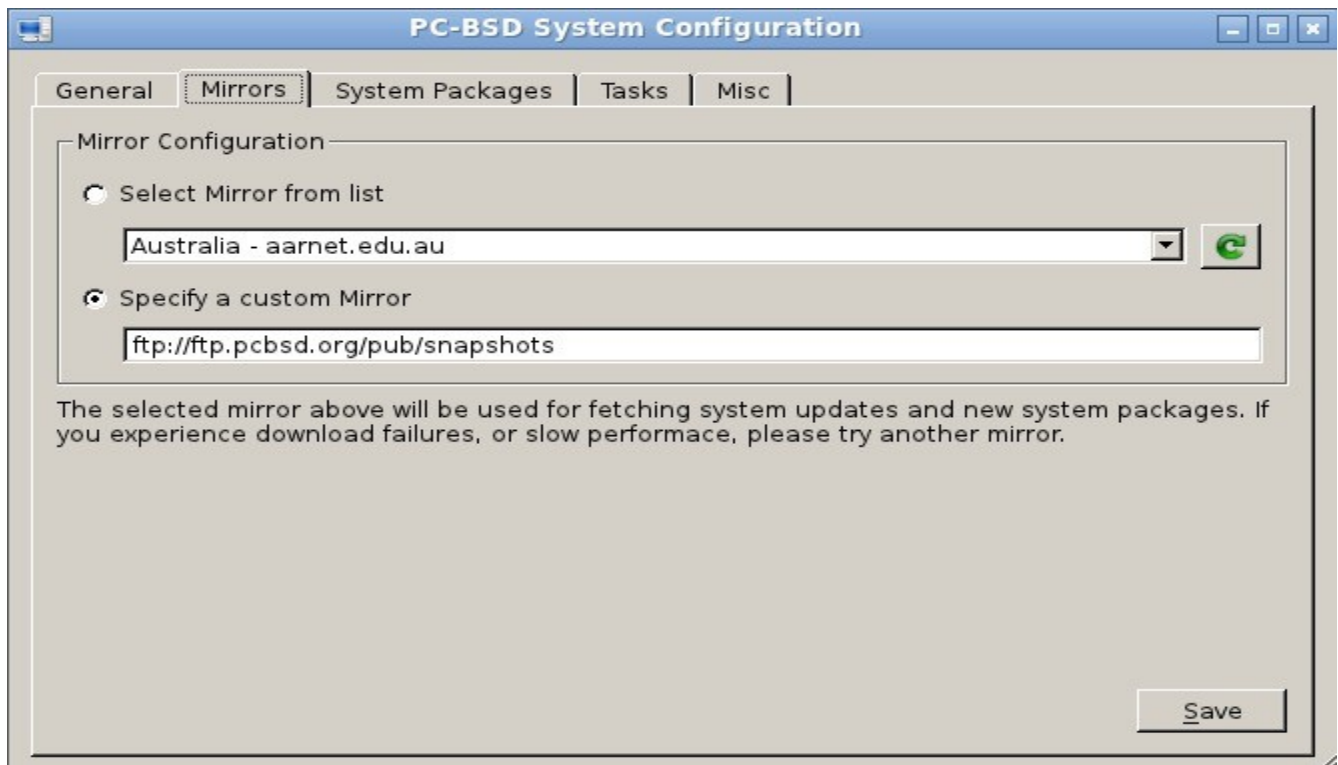 PC-BSD System Configuration
General Mirrors System Packages Tasks Misc
Mirror Configuration
Select Mirror from list
Australia - aarnet.edu.au
Specify a custom Mirror
ftp://ftp.pcbsd.org/pub/snapshots
The selected mirror above will be used for fetching system updates and new system packages. If
you experience download failures, or slow performace, please try another mirror.
Save